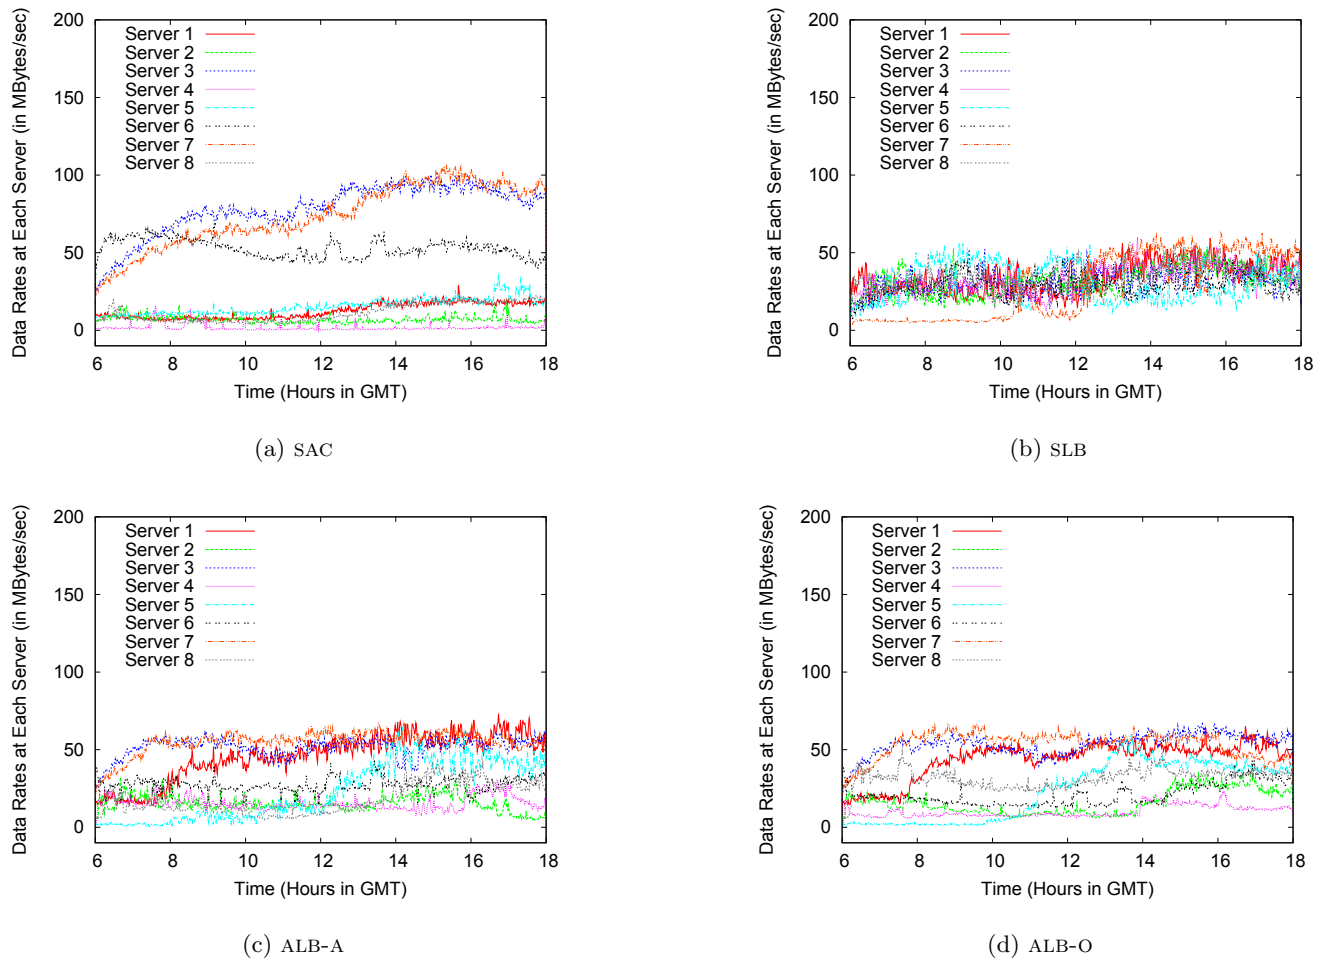 Data Rates at Each Server (in MBytes/sec)
200
150
100
50
0
Server 1
Server 2
Server 3
Server 4
Server 5
Server 6
Server 7
Server 8
6 8 10 12 14 16 18
Time (Hours in GMT)
(a) SAC
Data Rates at Each Server (in MBytes/sec)
200
150
100
50
0
Server 1
Server 2
Server 3
Server 4
Server 5
Server 6
Server 7
Server 8
6 8 10 12 14 16 18
Time (Hours in GMT)
(b) SLB
Data Rates at Each Server (in MBytes/sec)
200
150
100
50
0
Server 1
Server 2
Server 3
Server 4
Server 5
Server 6
Server 7
Server 8
6 8 10 12 14 16 18
Time (Hours in GMT)
(c) ALB-A
Data Rates at Each Server (in MBytes/sec)
200
150
100
50
0
Server 1
Server 2
Server 3
Server 4
Server 5
Server 6
Server 7
Server 8
6 8 10 12 14 16 18
Time (Hours in GMT)
(d) ALB-O